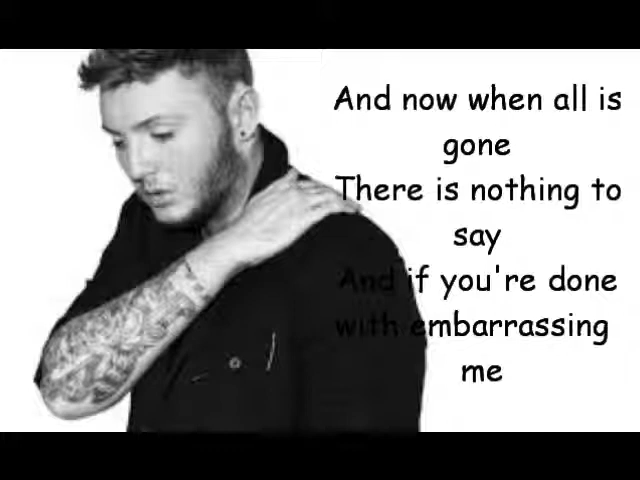 And now when all is
gone
There is nothing to
say
And if you're done
with embarrassing
me